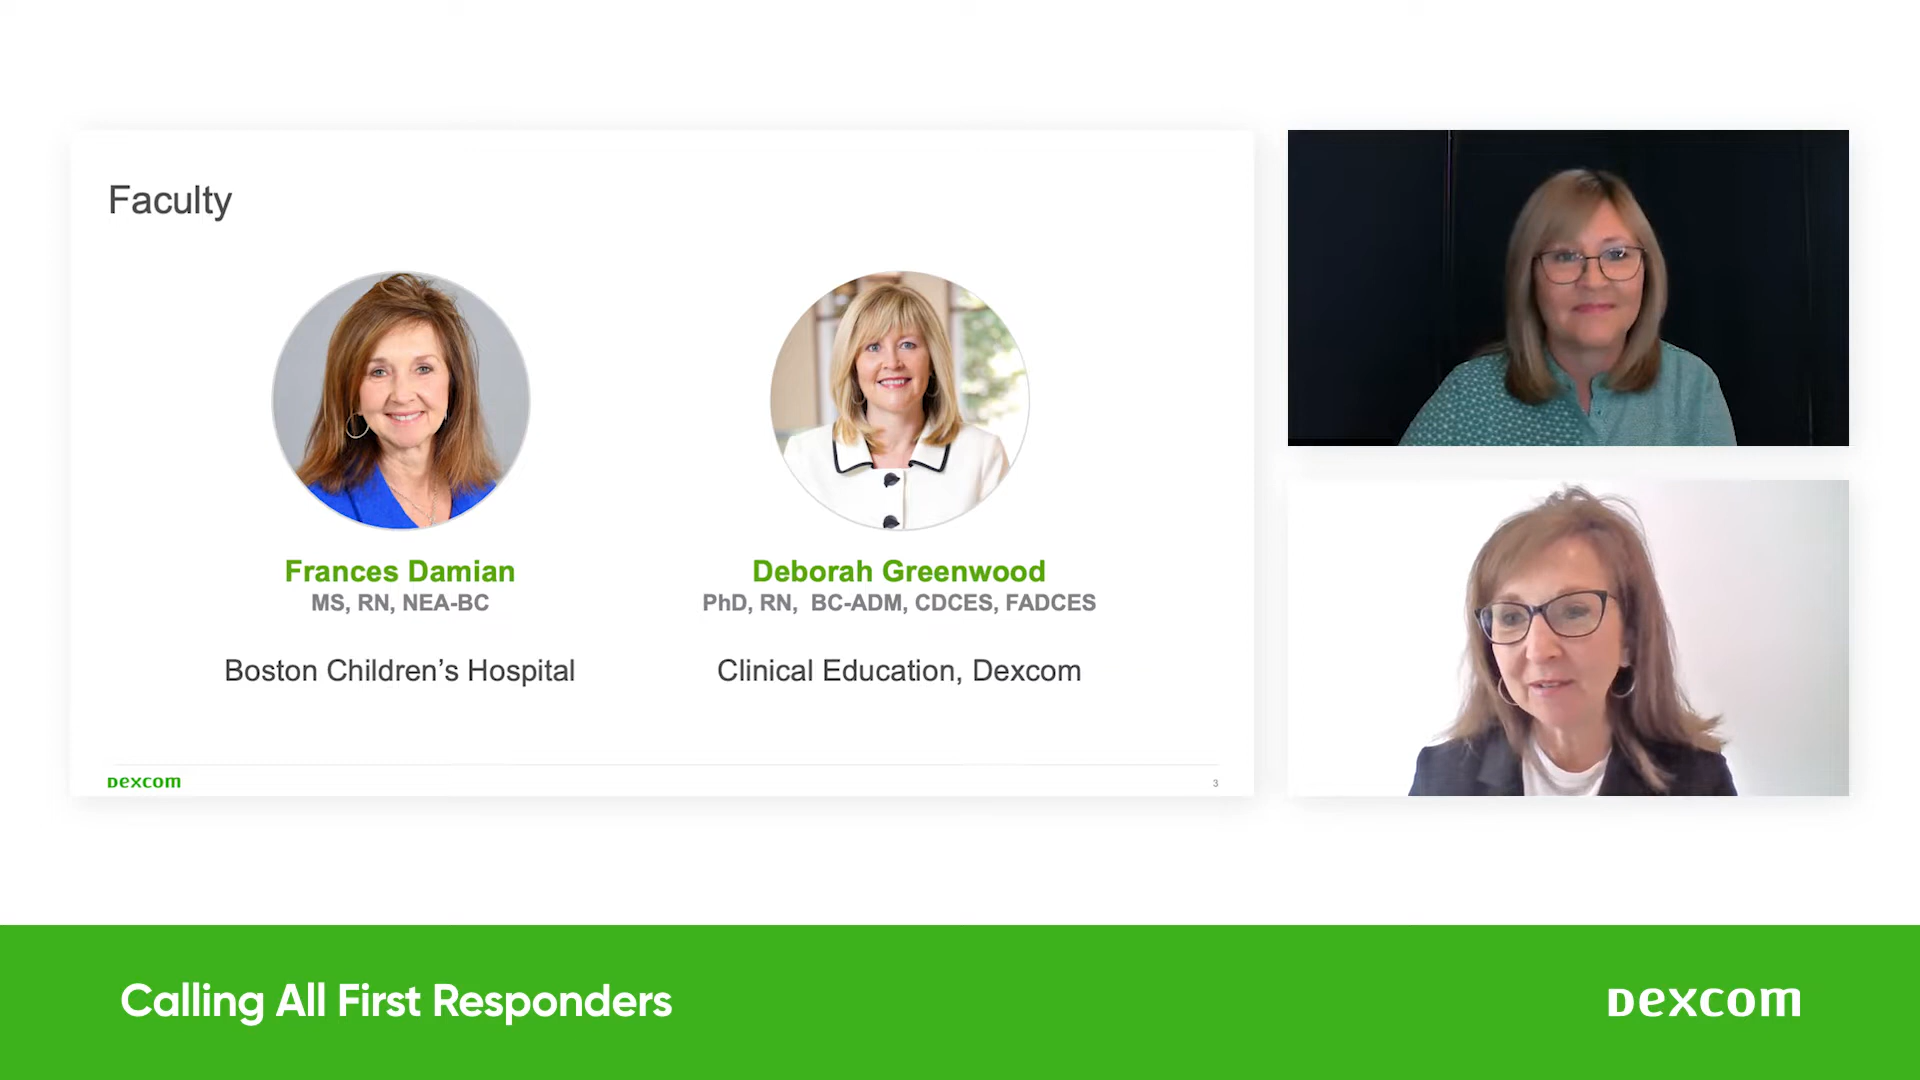 Faculty
Frances Damian
MS, RN, NEA-BC
Boston Children’s Hospital
Deborah Greenwood
PhD, RN,  BC-ADM, CDCES, FADCES
Clinical Education, Dexcom
Dexcom
3
Calling All First Responders
Dexcom